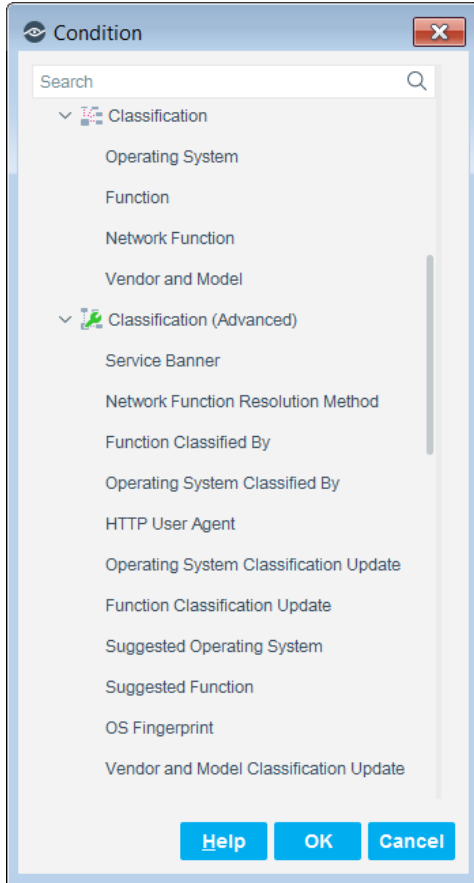 Condition
Search
Classification
Operating System
Function
Network Function
Vendor and Model
Classification (Advanced)
Service Banner
Network Function Resolution Method
Function Classified By
Operating System Classified By
HTTP User Agent
Operating System Classification Update
Function Classification Update
Suggested Operating System
Suggested Function
OS Fingerprint
Vendor and Model Classification Update
Help OK Cancel